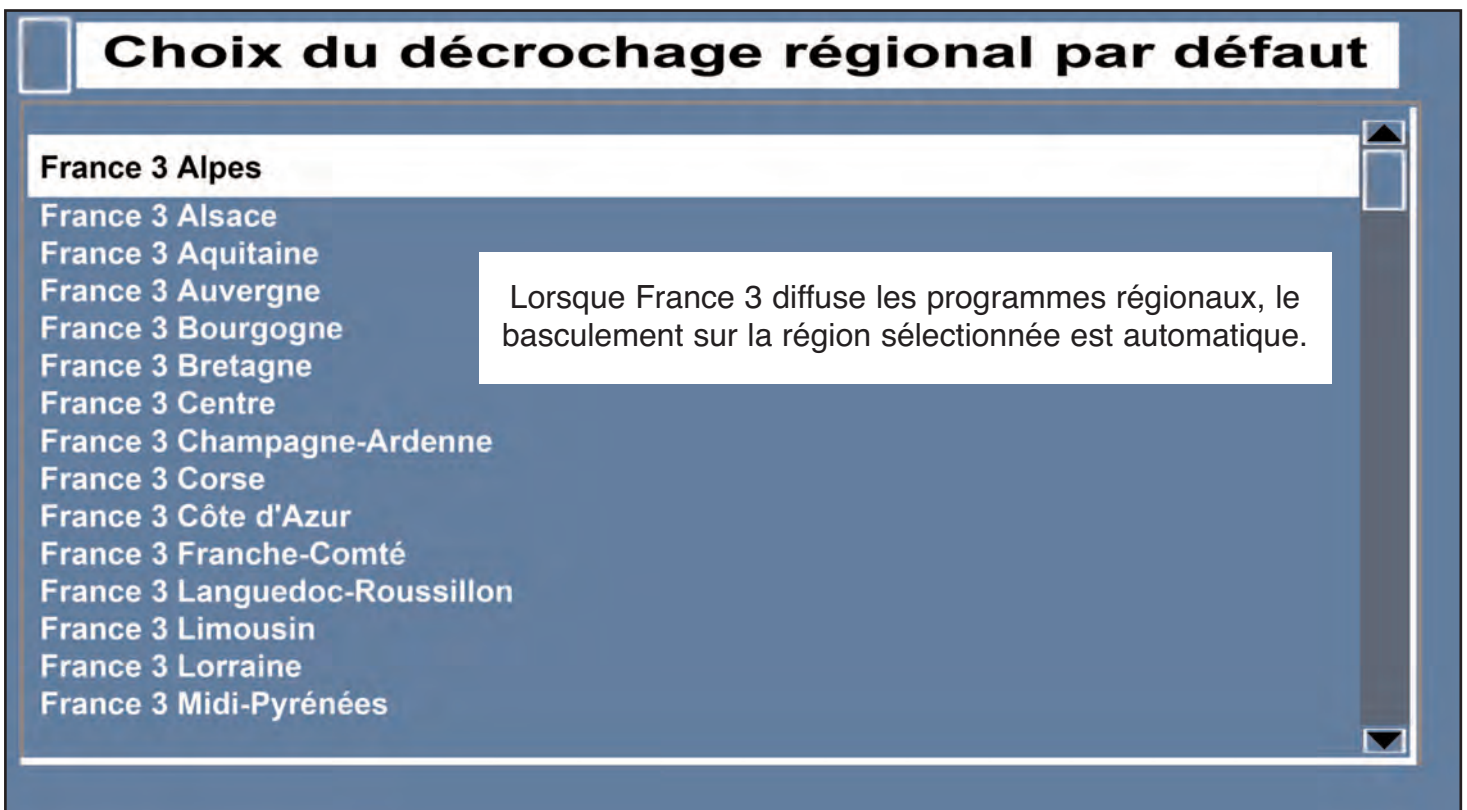 Choix du décrochage régional par défaut
France 3 Alpes
France 3 Alsace
France 3 Aquitaine
France 3 Auvergne
France 3 Bourgogne
France 3 Bretagne
France 3 Centre
France 3 Champagne-Ardenne
France 3 Corse
France 3 Côte d'Azur
France 3 Franche-Comté
France 3 Languedoc-Roussillon
France 3 Limousin
France 3 Lorraine
France 3 Midi-Pyrénées
Lorsque France 3 diffuse les programmes régionaux, le
basculement sur la région sélectionnée est automatique.